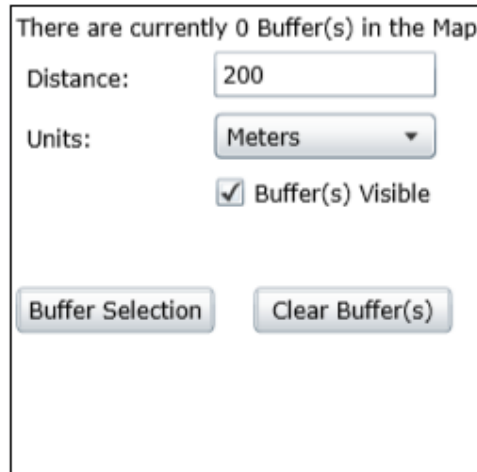 There are currently 0 Buffer(s) in the Map
Distance: 200
Units: Meters
Buffer(s) Visible
Buffer Selection Clear Buffer(s)